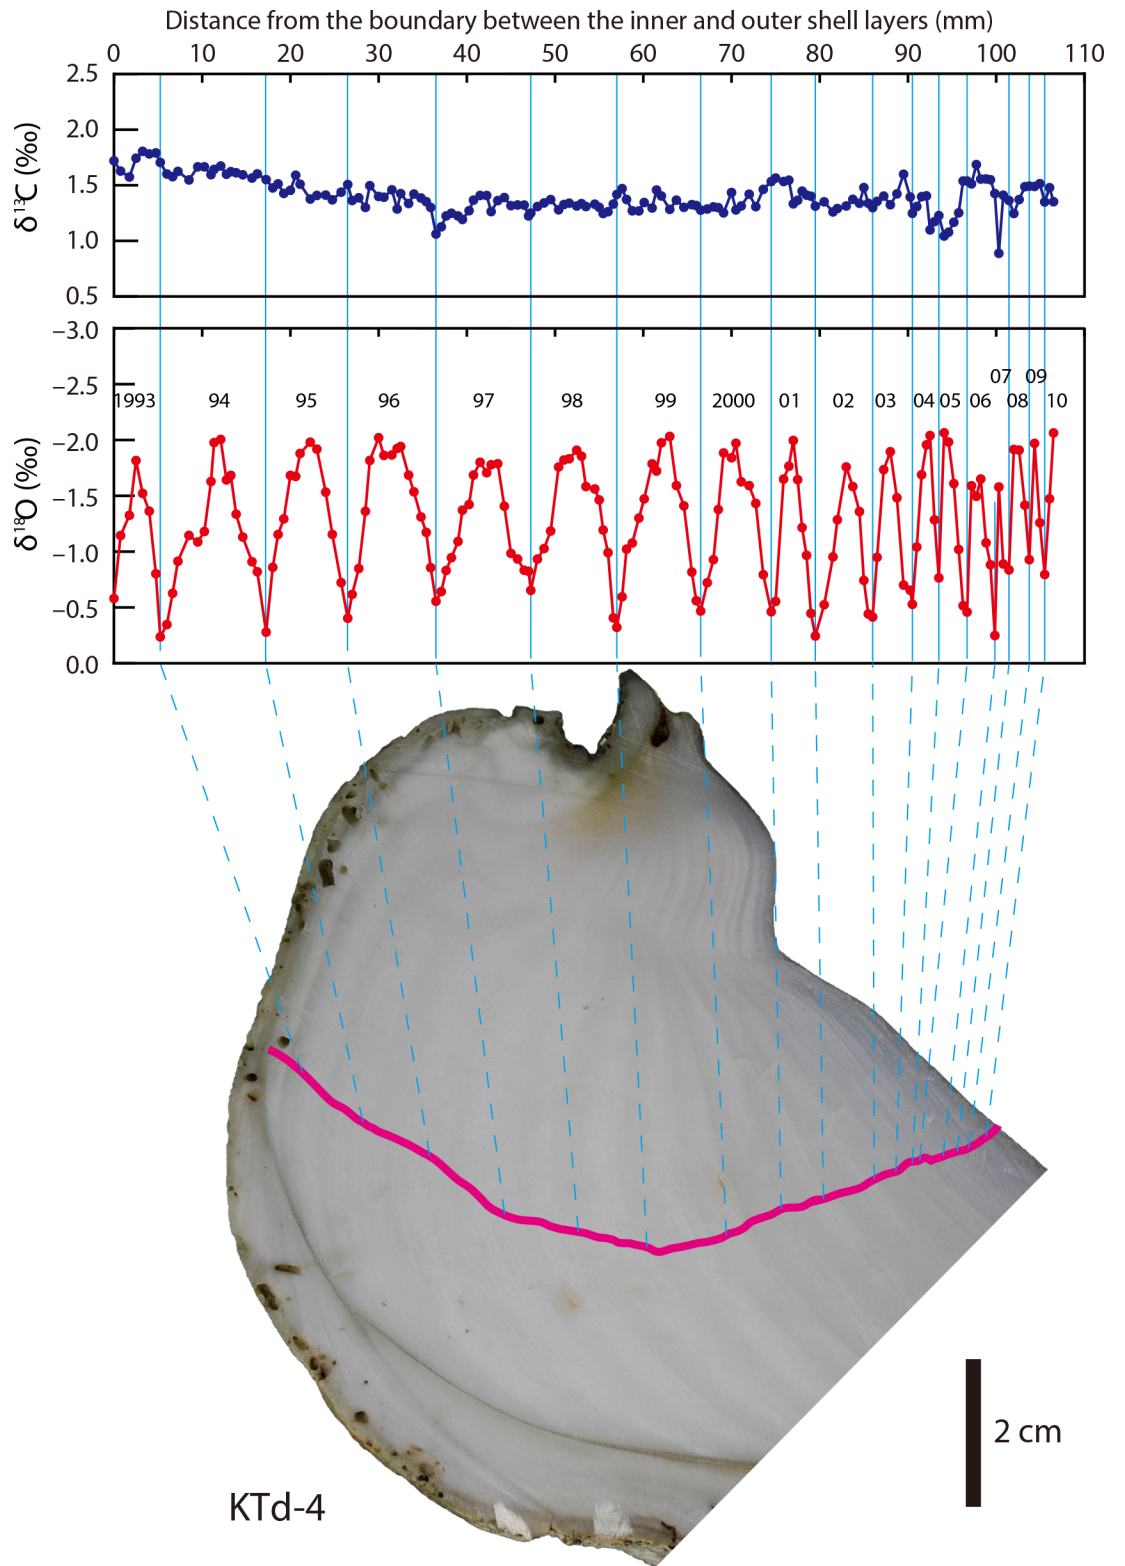 Distance from the boundary between the inner and outer shell layers (mm)
0 10 20 30 40 50 60 70 80 90 100 110
2.5
2.0
1.5
1.0
0.5
δ¹³C (‰)
−3.0
−2.5
−2.0
−1.5
−1.0
−0.5
0.0
δ¹⁸O (‰)
07 09
1993 94 95 96 97 98 99 2000 01 02 03 04 05 06 08 10
2 cm
KTd-4